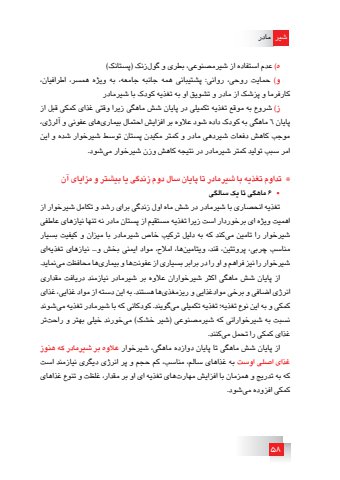 شیر مادر
ه) عدم استفاده از شیرمصنوعی، بطری و گول‌زنک (پستانک)
و) حمایت روحی، روانی: پشتیبانی همه جانبه جامعه، به ویژه همسر، اطرافیان،
کارفرما و پزشک از مادر و تشویق او به تغذیه کودک با شیرمادر
ز) شروع به موقع تغذیه تکمیلی در پایان شش ماهگی زیرا وقتی غذای کمکی قبل از
پایان ٦ ماهگی به کودک داده شود علاوه بر افزایش احتمال بیماری‌های عفونی و آلرژی،
موجب کاهش دفعات شیردهی مادر و کمتر مکیدن پستان توسط شیرخوار شده و این
امر سبب تولید کمتر شیرمادر در نتیجه کاهش وزن شیرخوار می‌شود.
* تداوم تغذیه با شیرمادر تا پایان سال دوم زندگی یا بیشتر و مزایای آن
• ۶ ماهگی تا یک سالگی
تغذیه انحصاری با شیرمادر در شش ماه اول زندگی برای رشد و تکامل شیرخوار از
اهمیت ویژه ای برخوردار است زیرا تغذیه مستقیم از پستان مادر نه تنها نیازهای عاطفی
شیرخوار را تامین می‌کند که به دلیل ترکیب خاص شیرمادر با میزان و کیفیت بسیار
مناسب چربی، پروتئین، قند، ویتامین‌ها، املاح، مواد ایمنی بخش و... نیازهای تغذیه‌ای
شیرخوار را نیز فراهم و او را در برابر بسیاری از عفونت‌ها و بیماری‌ها محافظت می‌نماید.
از پایان شش ماهگی اکثر شیرخواران علاوه بر شیرمادر نیازمند دریافت مقداری
انرژی اضافی و برخی موادغذایی و ریزمغذی‌ها هستند. به این دسته از مواد غذایی، غذای
کمکی و به این نوع تغذیه؛ تغذیه تکمیلی می‌گویند. کودکانی که با شیرمادر تغذیه می‌شوند
نسبت به شیرخوارانی که شیرمصنوعی (شیر خشک) می‌خورند خیلی بهتر و راحت‌تر
غذای کمکی را تحمل می‌کنند.
از پایان شش ماهگی تا پایان دوازده ماهگی، شیرخوار علاوه بر شیرمادر که هنوز
غذای اصلی اوست به غذاهای سالم، مناسب، کم حجم و پر انرژی دیگری نیازمند است
که به تدریج و همزمان با افزایش مهارت‌های تغذیه ای او بر مقدار، غلظت و تنوع غذاهای
کمکی افزوده می‌شود.
۵۸